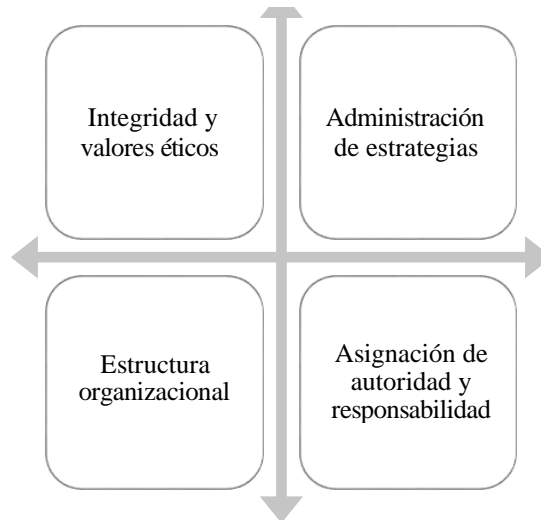 Integridad y
valores éticos
Administración
de estrategias
Estructura
organizacional
Asignación de
autoridad y
responsabilidad